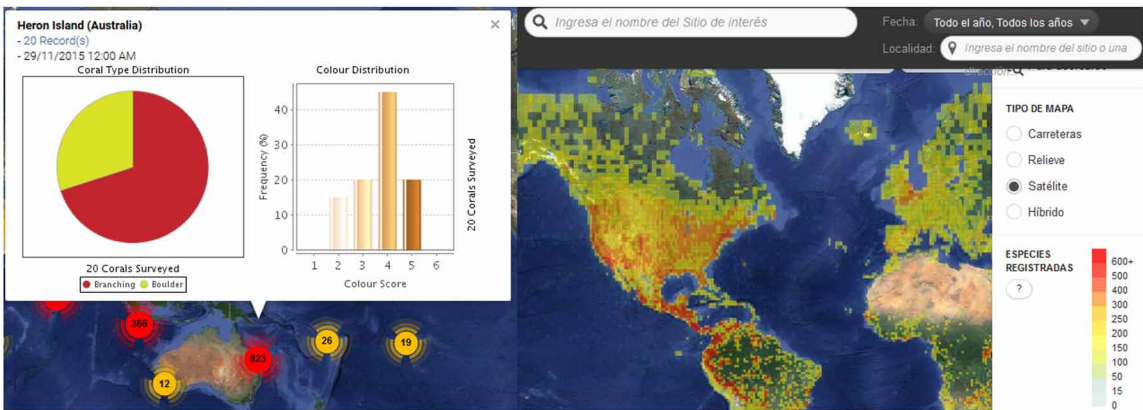 Heron Island (Australia)
×
- 20 Record(s)
- 29/11/2015 12:00 AM
Coral Type Distribution
20 Corals Surveyed
Branching Boulder
Colour Distribution
Frequency (%)
40
30
20
10
0
1 2 3 4 5 6
Colour Score
20 Corals Surveyed
366
823
26
19
12
Ingresa el nombre del Sitio de interés
Fecha: Todo el año, Todos los años
Localidad: Ingresa el nombre del sitio o una
dirección
TIPO DE MAPA
Carreteras
Relieve
Satélite
Híbrido
ESPECIES
REGISTRADAS
?
600+
500
400
300
250
200
150
100
50
15
0